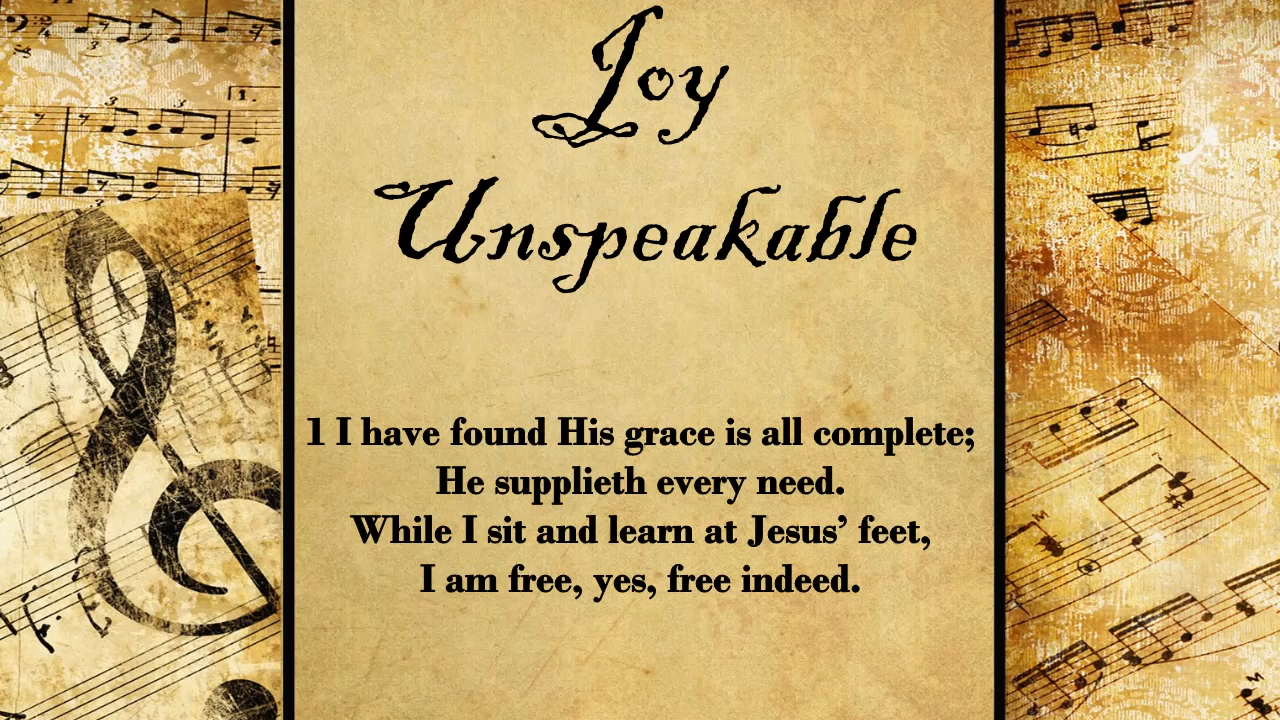 Joy
Unspeakable
1 I have found His grace is all complete;
He supplieth every need.
While I sit and learn at Jesus’ feet,
I am free, yes, free indeed.